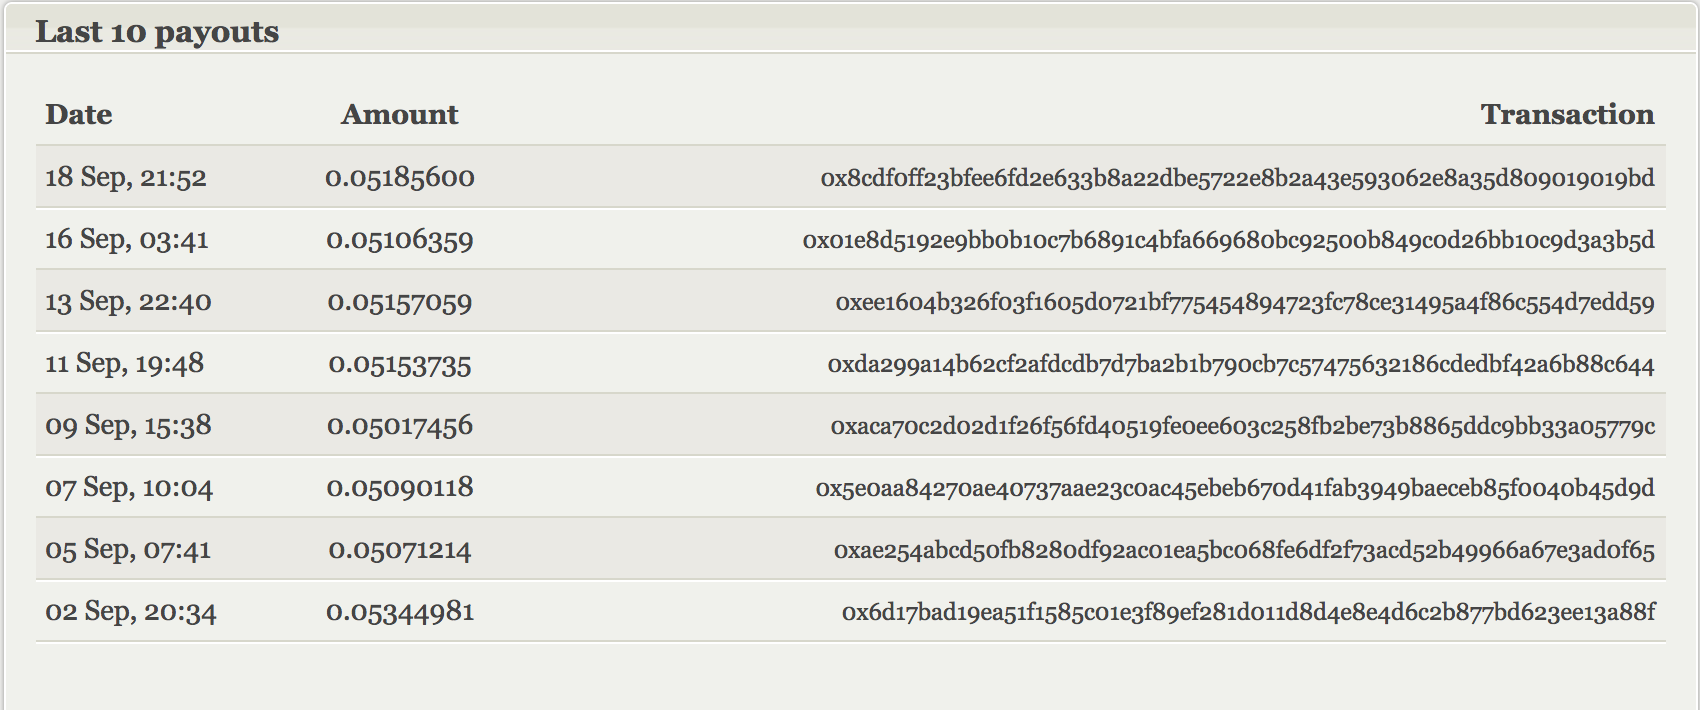 Last 10 payouts
Date Amount Transaction
18 Sep, 21:52 0.05185600 0x8cdf0ff23bfee6fd2e633b8a22dbe5722e8b2a43e593062e8a35d809019019bd
16 Sep, 03:41 0.05106359 0x01e8d5192e9bb0b10c7b6891c4bfa669680bc92500b849c0d26bb10c9d3a3b5d
13 Sep, 22:40 0.05157059 0xee1604b326f03f1605d0721bf775454894723fc78ce31495a4f86c554d7edd59
11 Sep, 19:48 0.05153735 0xda299a14b62cf2afdcdb7d7ba2b1b790cb7c57475632186cdedbf42a6b88c644
09 Sep, 15:38 0.05017456 0xaca70c2d02d1f26f56fd40519fe0ee603c258fb2be73b8865ddc9bb33a05779c
07 Sep, 10:04 0.05090118 0x5e0aa84270ae40737aae23c0ac45ebeb670d41fab3949baeceb85f0040b45d9d
05 Sep, 07:41 0.05071214 0xae254abcd50fb8280df92ac01ea5bc068fe6df2f73acd52b49966a67e3ad0f65
02 Sep, 20:34 0.05344981 0x6d17bad19ea51f1585c01e3f89ef281d011d8d4e8e4d6c2b877bd623ee13a88f